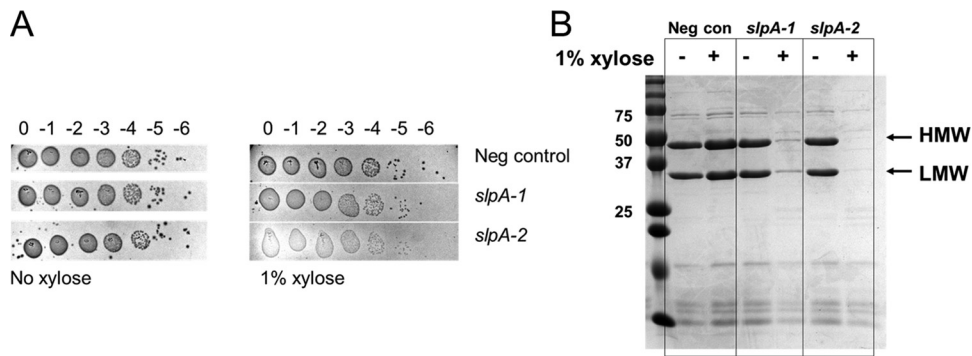 A
0 -1 -2 -3 -4 -5 -6
0 -1 -2 -3 -4 -5 -6
Neg control
slpA-1
slpA-2
No xylose
1% xylose
B
Neg con slpA-1 slpA-2
1% xylose - + - + - +
75
50
37
25
HMW
LMW